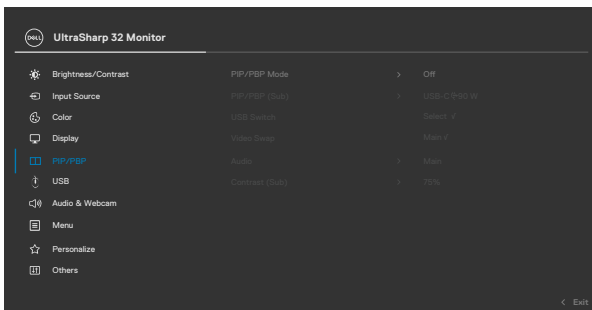 DELL UltraSharp 32 Monitor
Brightness/Contrast PIP/PBP Mode > Off
Input Source PIP/PBP (Sub) > USB-C 90 W
Color USB Switch Select √
Display Video Swap Main √
PIP/PBP Audio > Main
USB Contrast (Sub) > 75%
Audio & Webcam
Menu
Personalize
Others
< Exit